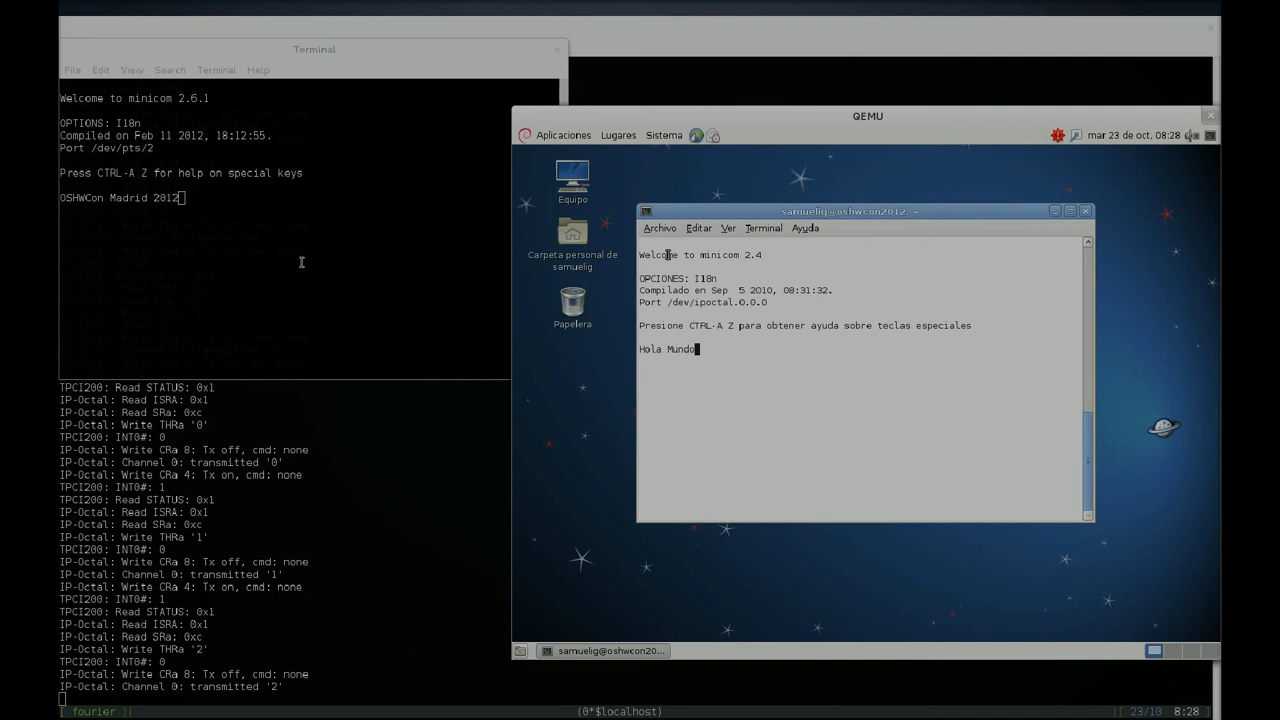 Terminal
File Edit View Search Terminal Help
Welcome to minicom 2.6.1
OPTIONS: I18n
Compiled on Feb 11 2012, 18:12:55.
Port /dev/pts/2
Press CTRL-A Z for help on special keys
OSHWCon Madrid 2012
TPCI200: Read STATUS: 0x1
IP-Octal: Read ISRA: 0x1
IP-Octal: Read SRa: 0xc
IP-Octal: Write THRa '0'
TPCI200: INT0#: 0
IP-Octal: Write CRa 8: Tx off, cmd: none
IP-Octal: Channel 0: transmitted '0'
IP-Octal: Write CRa 4: Tx on, cmd: none
TPCI200: INT0#: 1
TPCI200: Read STATUS: 0x1
IP-Octal: Read ISRA: 0x1
IP-Octal: Read SRa: 0xc
IP-Octal: Write THRa '1'
TPCI200: INT0#: 0
IP-Octal: Write CRa 8: Tx off, cmd: none
IP-Octal: Channel 0: transmitted '1'
IP-Octal: Write CRa 4: Tx on, cmd: none
TPCI200: INT0#: 1
TPCI200: Read STATUS: 0x1
IP-Octal: Read ISRA: 0x1
IP-Octal: Read SRa: 0xc
IP-Octal: Write THRa '2'
TPCI200: INT0#: 0
IP-Octal: Write CRa 8: Tx off, cmd: none
IP-Octal: Channel 0: transmitted '2'
[ fourier ][ (0*$localhost) ][ 23/10 8:28
QEMU
Aplicaciones Lugares Sistema mar 23 de oct, 08:28
Equipo
Carpeta personal de
samuelig
Papelera
samuelig@oshwcon2012: ~
Archivo Editar Ver Terminal Ayuda
Welcome to minicom 2.4
OPCIONES: I18n
Compilado en Sep 5 2010, 08:31:32.
Port /dev/ipoctal.0.0.0
Presione CTRL-A Z para obtener ayuda sobre teclas especiales
Hola Mundo
samuelig@oshwcon20...